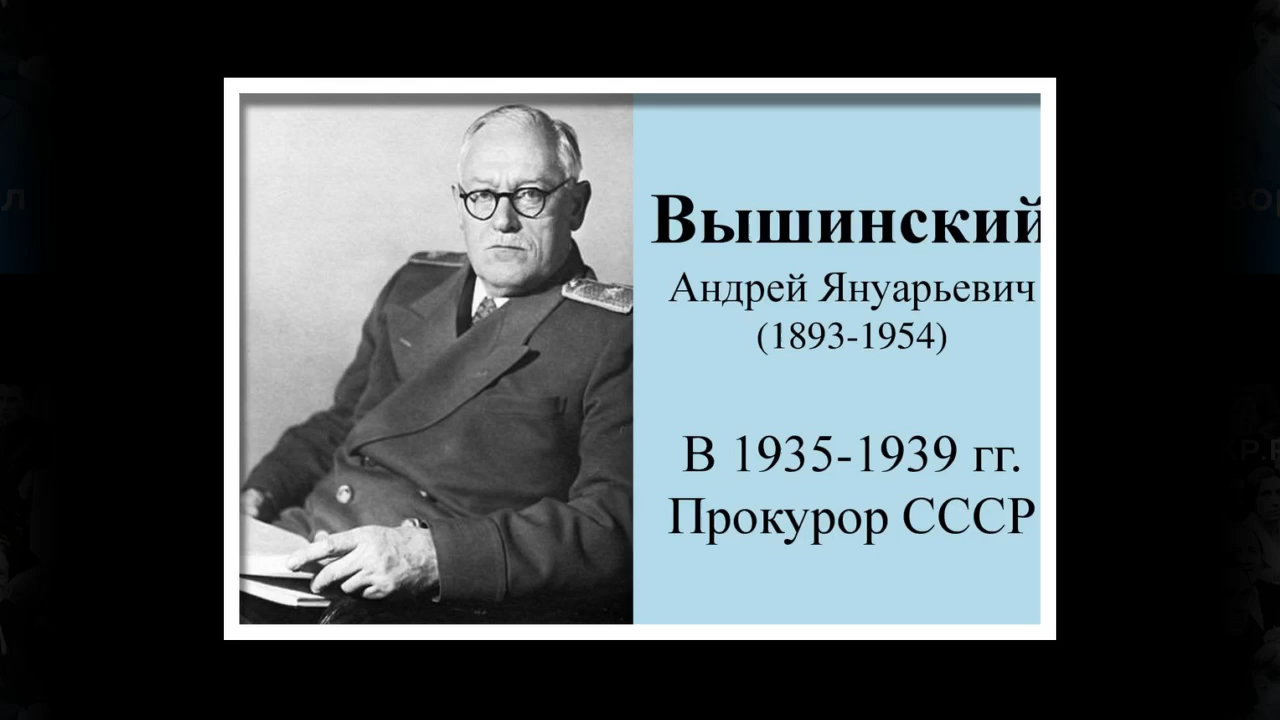 Вышинский
Андрей Януарьевич
(1893-1954)
В 1935-1939 гг.
Прокурор СССР